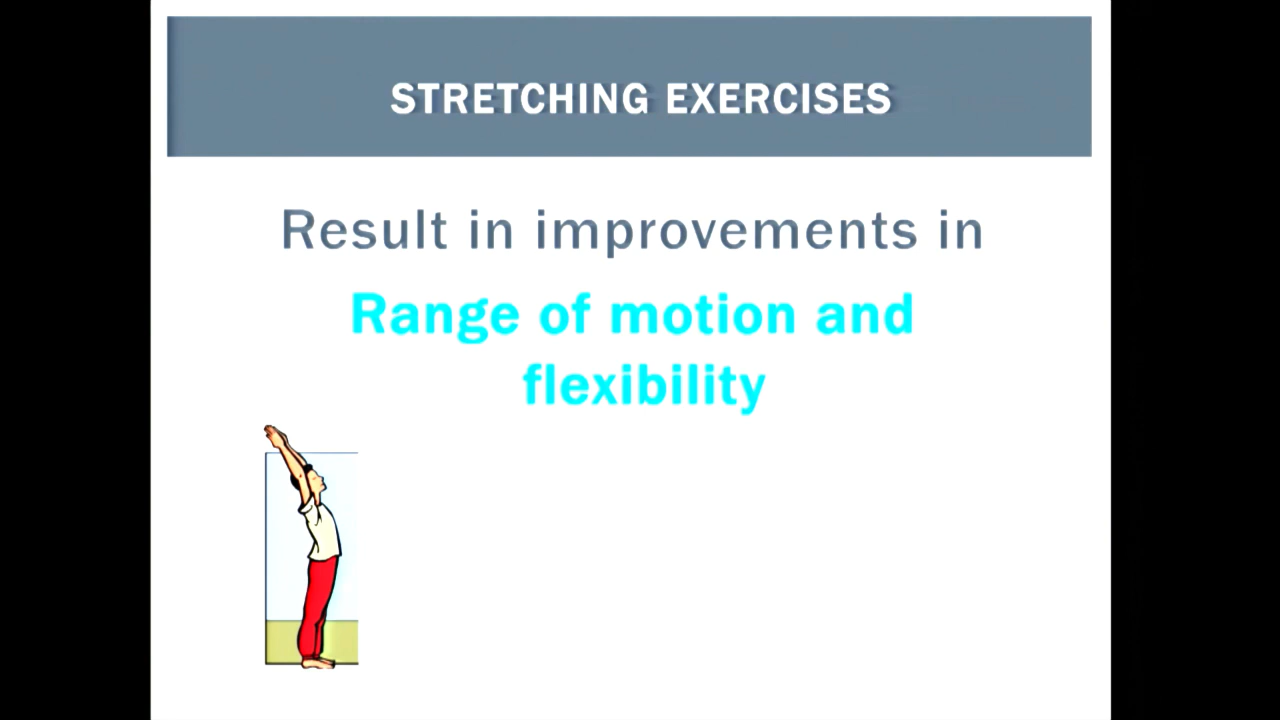 STRETCHING EXERCISES
Result in improvements in
Range of motion and
flexibility